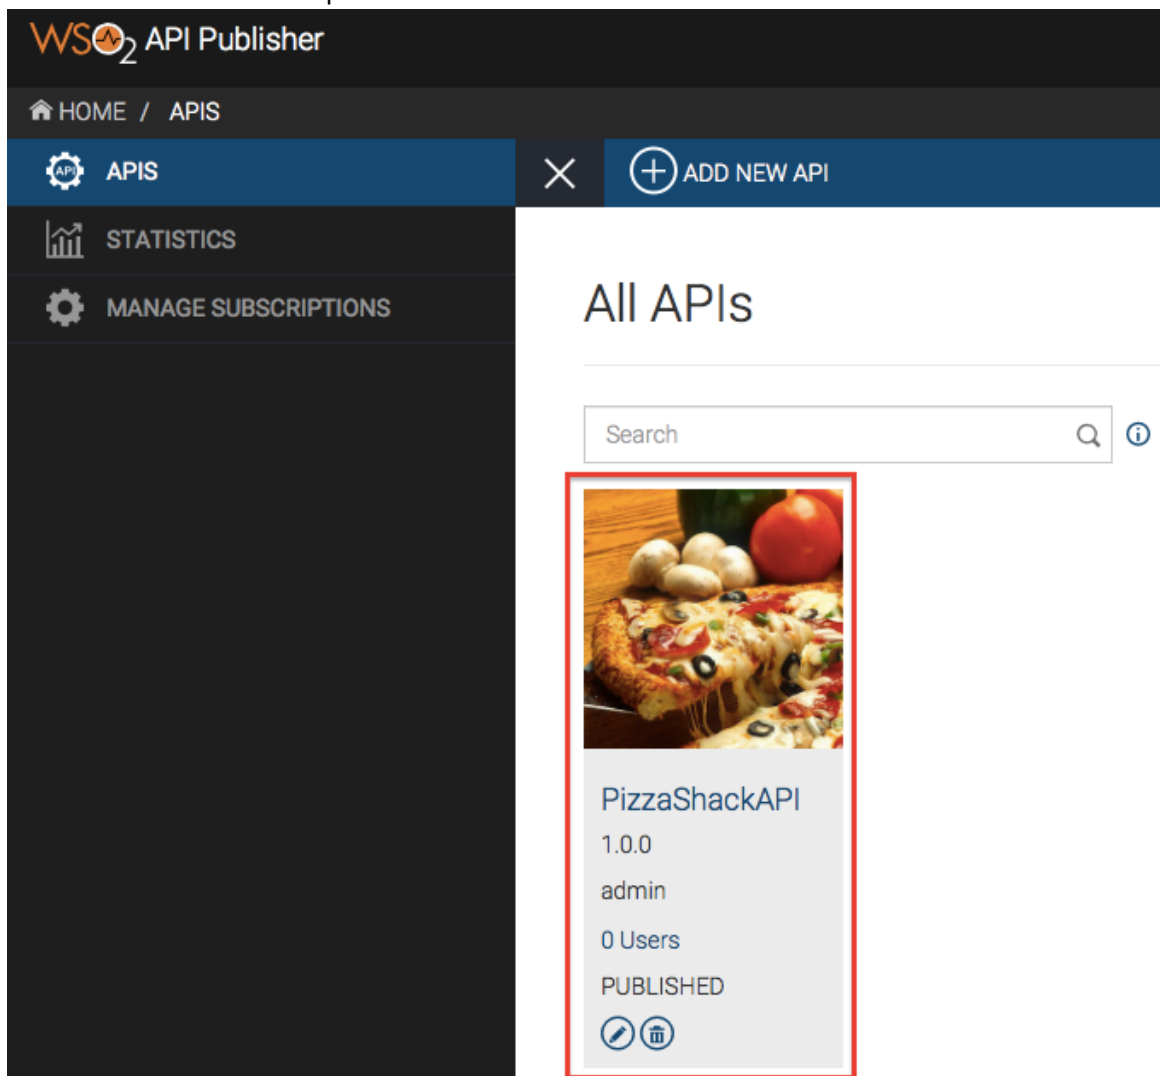 WSO2 API Publisher
HOME / APIS
API APIS
ADD NEW API
STATISTICS
MANAGE SUBSCRIPTIONS
All APIs
Search
PizzaShackAPI
1.0.0
admin
0 Users
PUBLISHED